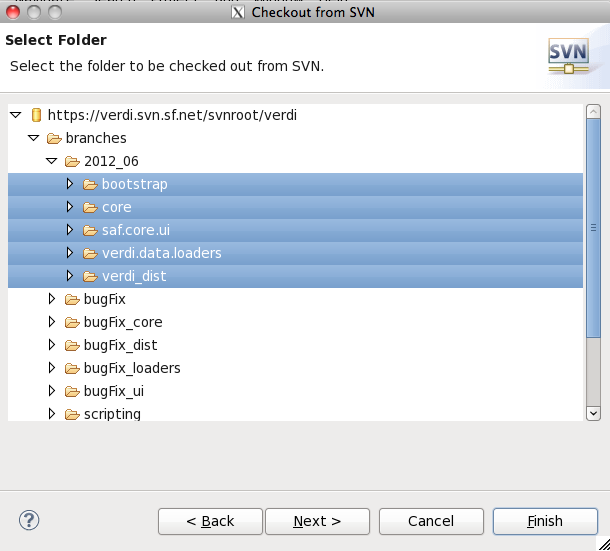 Checkout from SVN
Select Folder
Select the folder to be checked out from SVN.
SVN
https://verdi.svn.sf.net/svnroot/verdi
branches
2012_06
bootstrap
core
saf.core.ui
verdi.data.loaders
verdi_dist
bugFix
bugFix_core
bugFix_dist
bugFix_loaders
bugFix_ui
scripting
?
< Back
Next >
Cancel
Finish